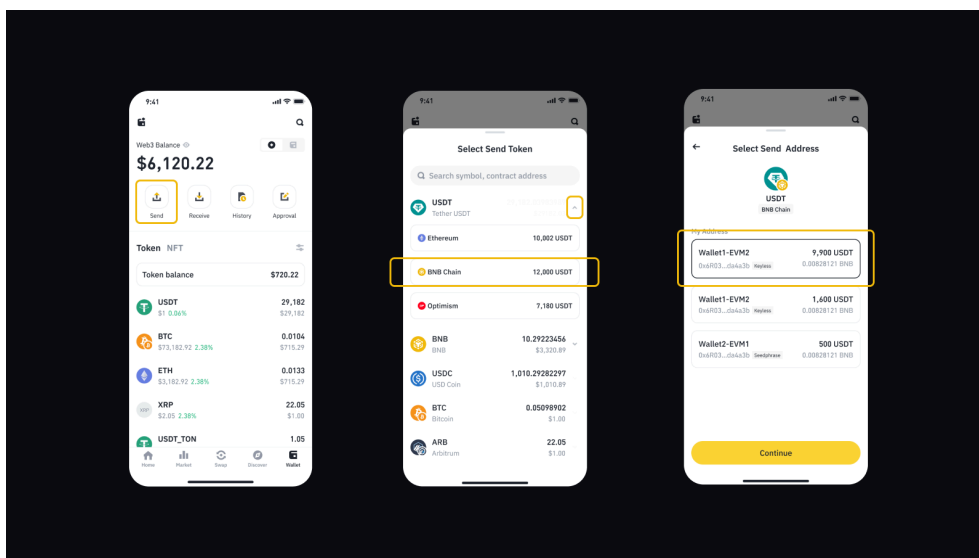 9:41
Web3 Balance
$6,120.22
Send Receive History Approval
Token NFT
Token balance $720.22
USDT 29,182
$1 0.06% $29,182
BTC 0.0104
$73,182.92 2.38% $715.29
ETH 0.0133
$3,182.92 2.38% $715.29
XRP XRP 22.05
$2.05 2.38% $1.00
USDT_TON 1.05
Home Market Swap Discover Wallet
9:41
Select Send Token
Search symbol, contract address
USDT
Tether USDT
Ethereum 10,002 USDT
BNB Chain 12,000 USDT
Optimism 7,180 USDT
BNB 10.29223456
BNB $3,320.89
USDC 1,010.29282297
USD Coin $1,010.89
BTC 0.05098902
Bitcoin $1.00
ARB 22.05
Arbitrum $1.00
9:41
Select Send Address
USDT
BNB Chain
My Address
Wallet1-EVM2 9,900 USDT
0x6R03...da4a3b Keyless 0.00828121 BNB
Wallet1-EVM2 1,600 USDT
0x6R03...da4a3b Keyless 0.00828121 BNB
Wallet2-EVM1 500 USDT
0x6R03...da4a3b Seedphrase 0.00828121 BNB
Continue